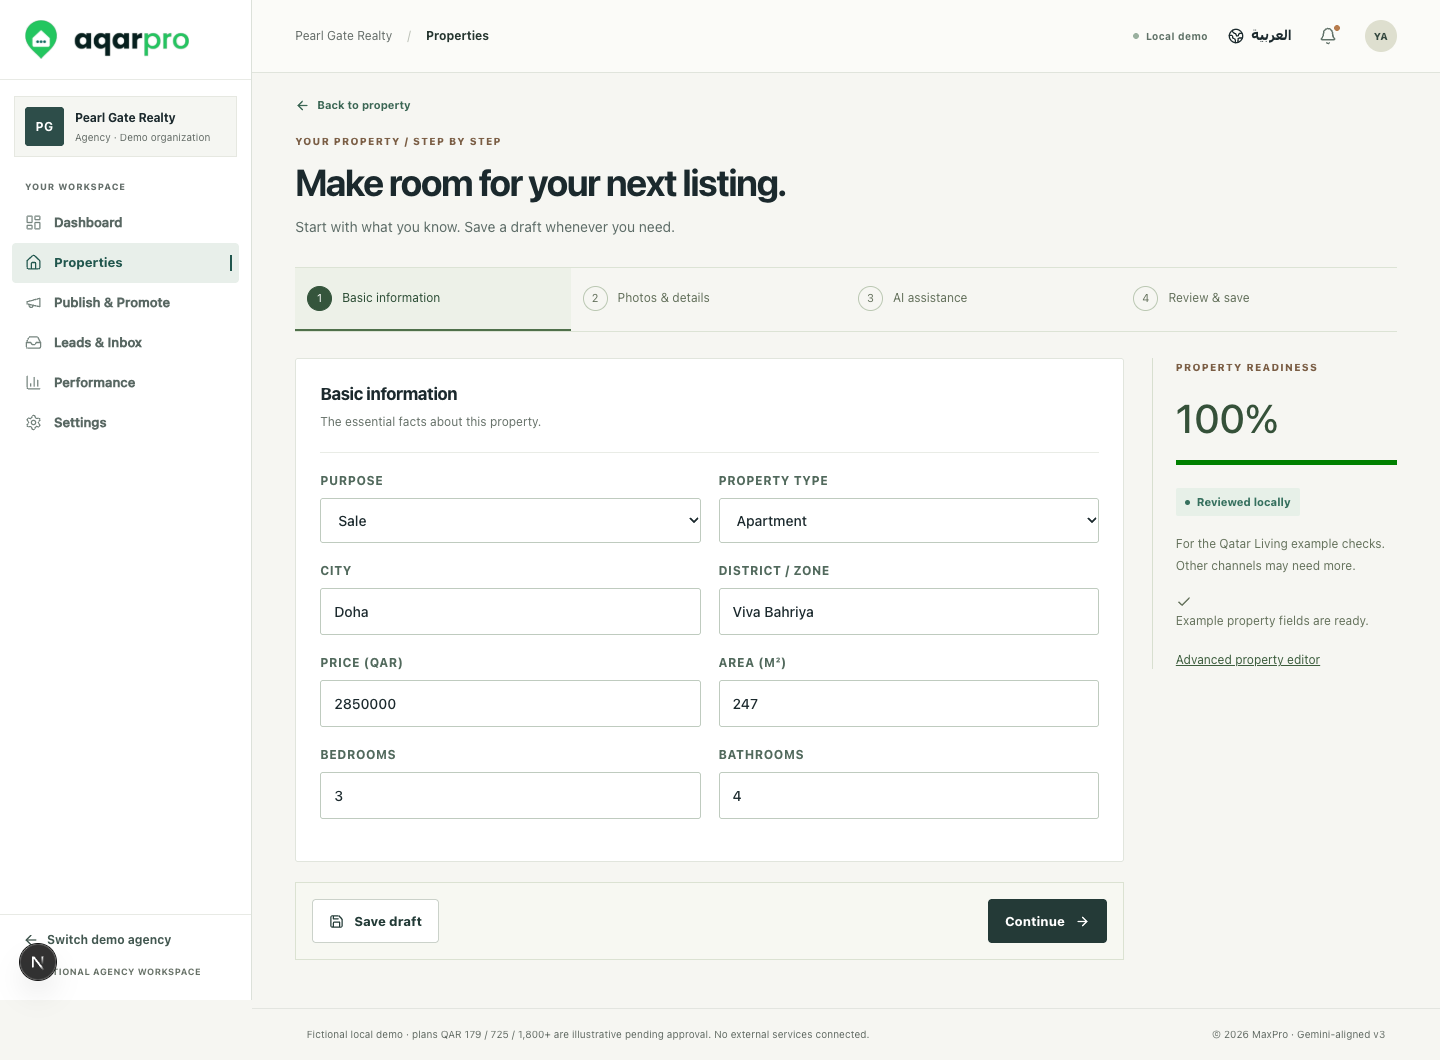 aqarpro
PG
Pearl Gate Realty
Agency · Demo organization
YOUR WORKSPACE
Dashboard
Properties
Publish & Promote
Leads & Inbox
Performance
Settings
Switch demo agency
TIONAL AGENCY WORKSPACE
N
Pearl Gate Realty / Properties
Local demo
العربية
YA
Back to property
YOUR PROPERTY / STEP BY STEP
Make room for your next listing.
Start with what you know. Save a draft whenever you need.
1 Basic information
2 Photos & details
3 AI assistance
4 Review & save
Basic information
The essential facts about this property.
PURPOSE
Sale
PROPERTY TYPE
Apartment
CITY
Doha
DISTRICT / ZONE
Viva Bahriya
PRICE (QAR)
2850000
AREA (M²)
247
BEDROOMS
3
BATHROOMS
4
Save draft
Continue
PROPERTY READINESS
100%
Reviewed locally
For the Qatar Living example checks.
Other channels may need more.
Example property fields are ready.
Advanced property editor
Fictional local demo · plans QAR 179 / 725 / 1,800+ are illustrative pending approval. No external services connected.
© 2026 MaxPro · Gemini-aligned v3